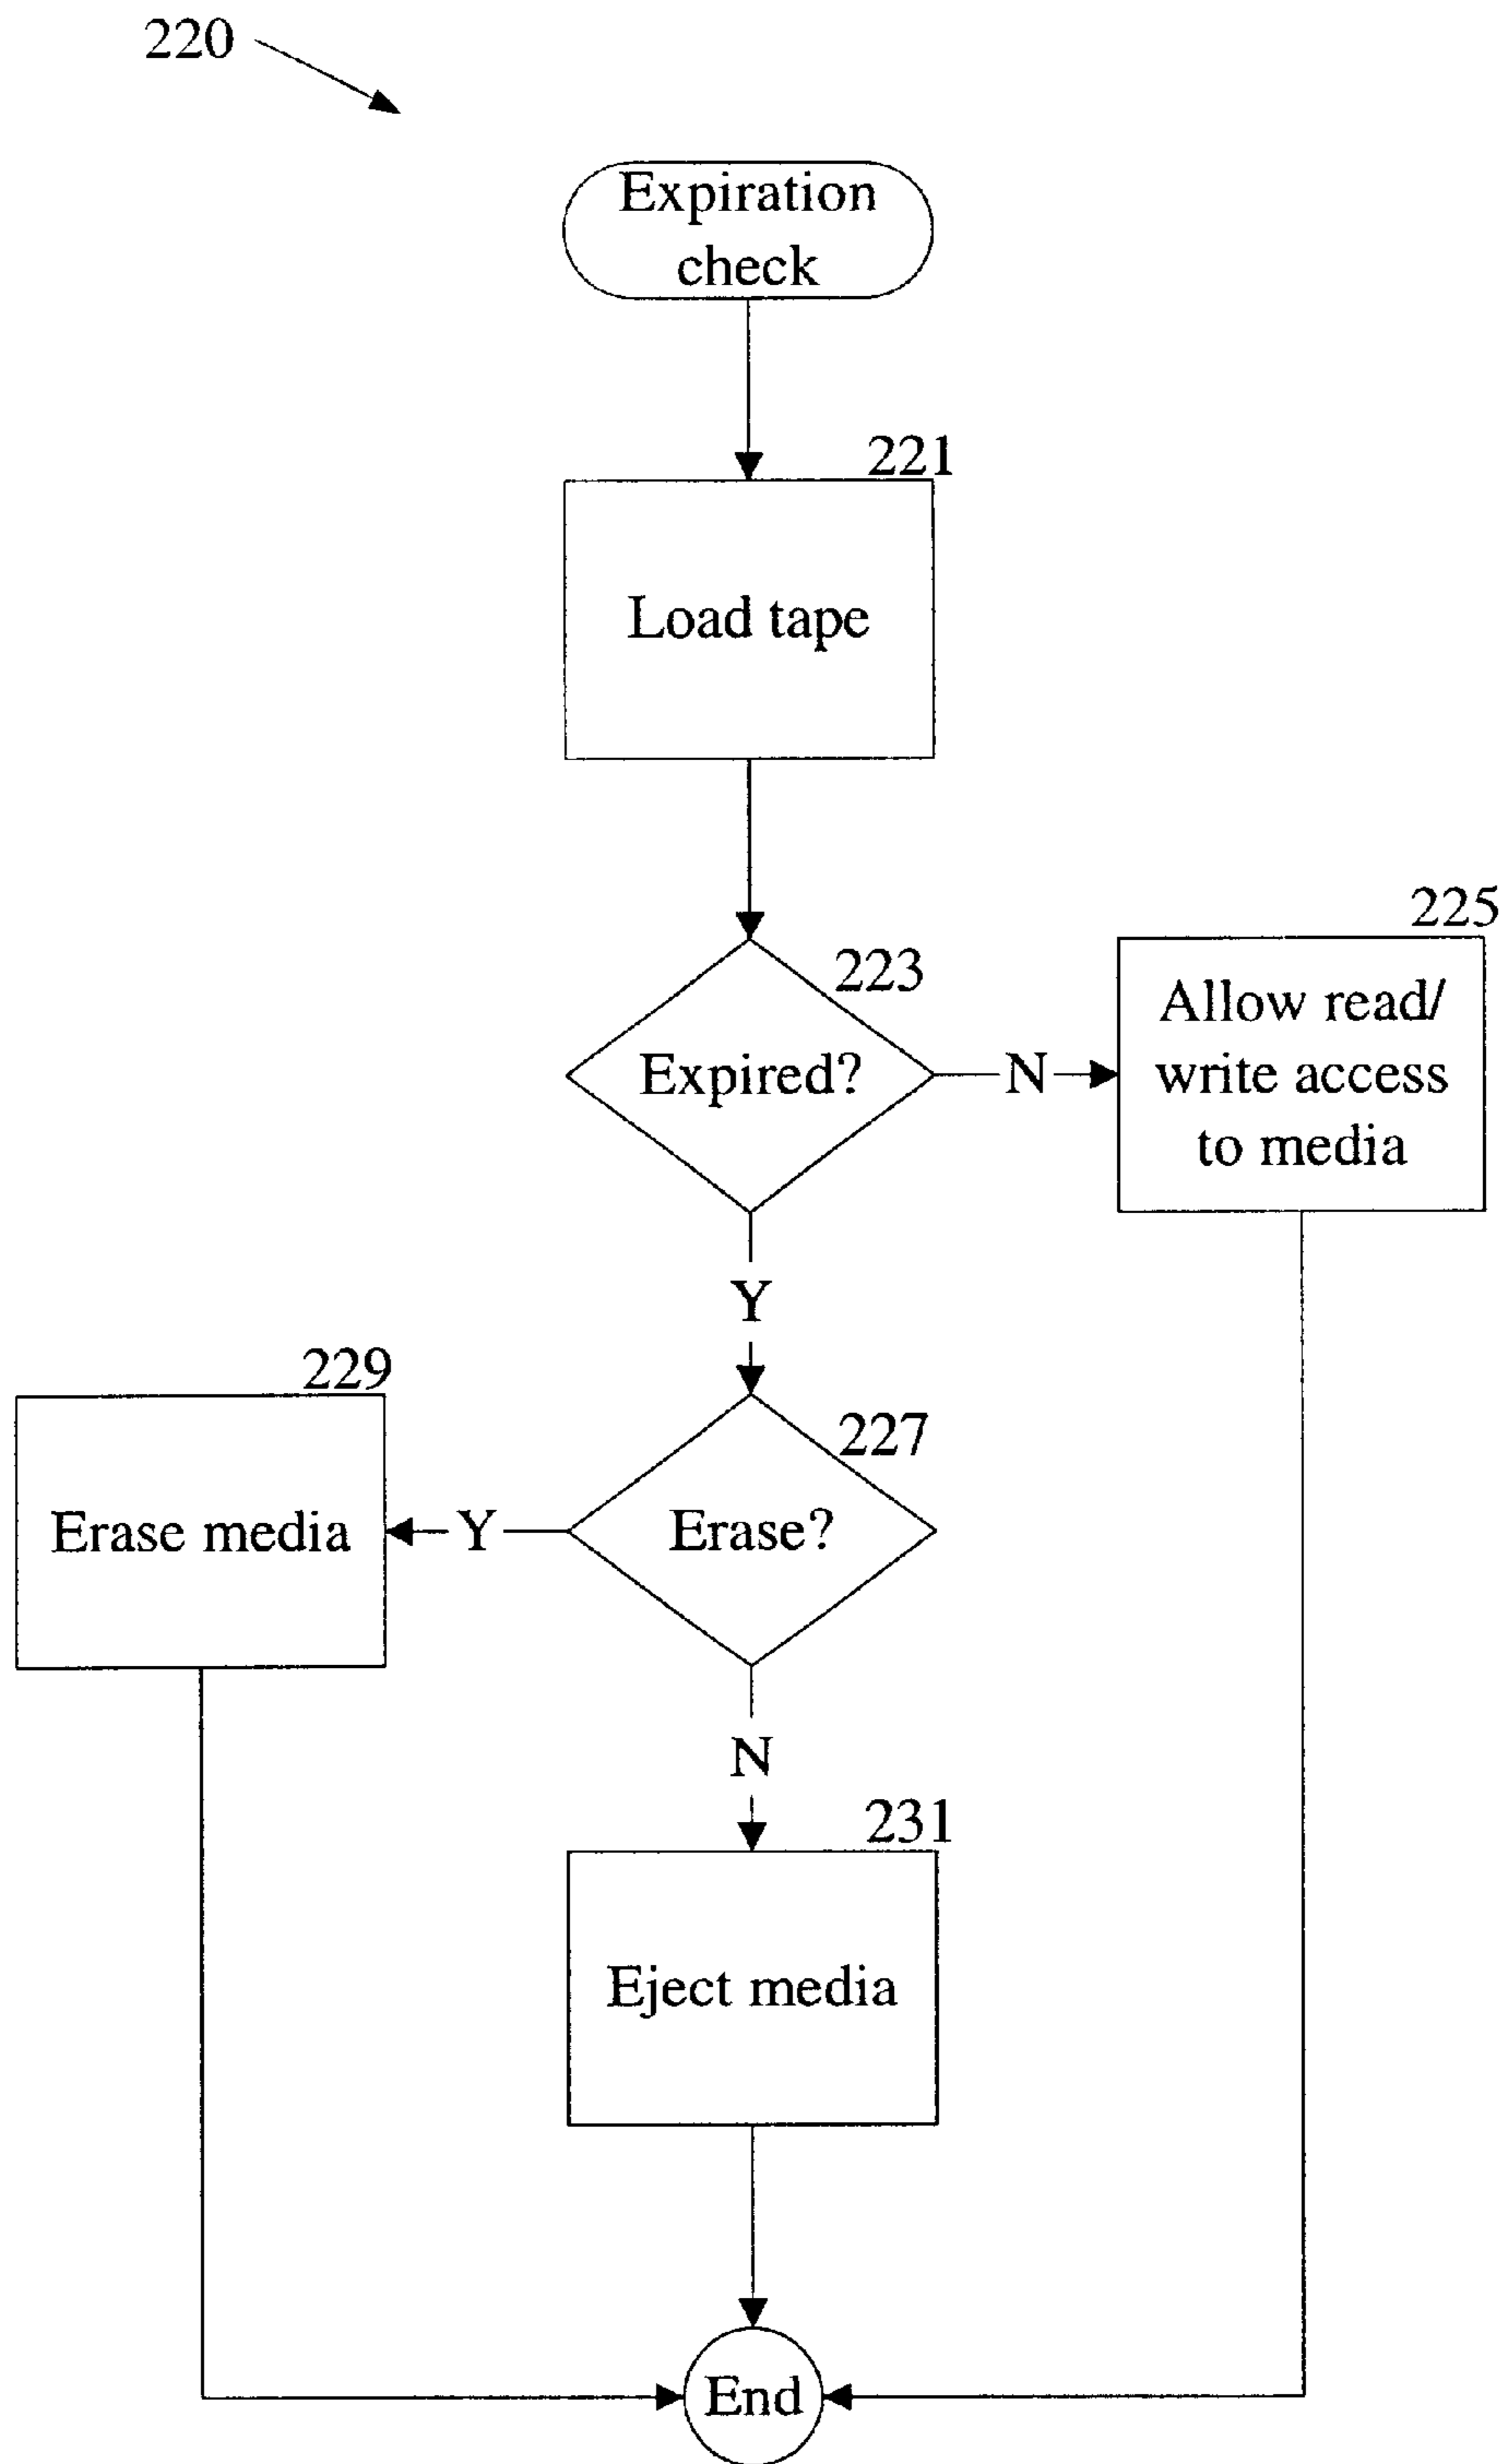 220
Expiration
check
221
Load tape
223
Expired?
N
225
Allow read/
write access
to media
Y
229
Erase media
Y
227
Erase?
N
231
Eject media
End